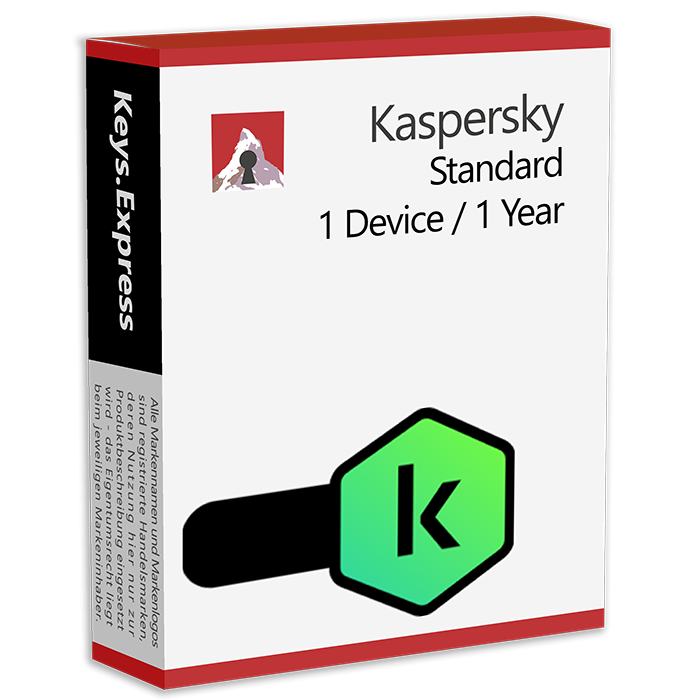 Kaspersky
Standard
1 Device / 1 Year
k
Keys.Express
Alle Markennamen und Markenlogos
sind registrierte Handelsmarken,
deren Nutzung hier nur zur
Produktbeschreibung eingesetzt
wird - das Eigentumsrecht liegt
beim jeweiligen Markeninhaber.